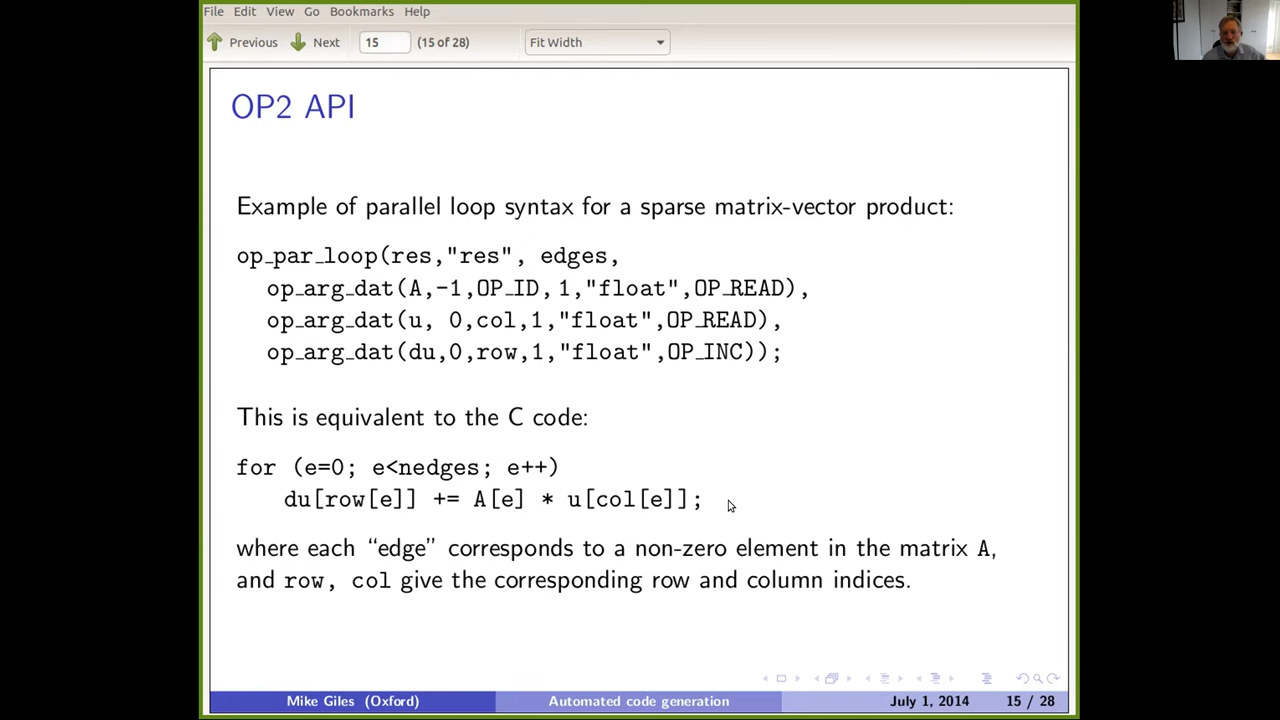 File Edit View Go Bookmarks Help
Previous Next 15 (15 of 28) Fit Width
OP2 API
Example of parallel loop syntax for a sparse matrix-vector product:
op_par_loop(res,"res", edges,
op_arg_dat(A,-1,OP_ID,1,"float",OP_READ),
op_arg_dat(u, 0,col,1,"float",OP_READ),
op_arg_dat(du,0,row,1,"float",OP_INC));
This is equivalent to the C code:
for (e=0; e<nedges; e++)
du[row[e]] += A[e] * u[col[e]];
where each “edge” corresponds to a non-zero element in the matrix A,
and row, col give the corresponding row and column indices.
Mike Giles (Oxford) Automated code generation July 1, 2014 15 / 28